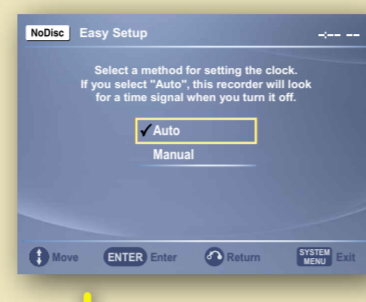 NoDisc Easy Setup -:-- --
Select a method for setting the clock.
If you select "Auto", this recorder will look
for a time signal when you turn it off.
✓Auto
Manual
Move ENTER Enter Return SYSTEM MENU Exit